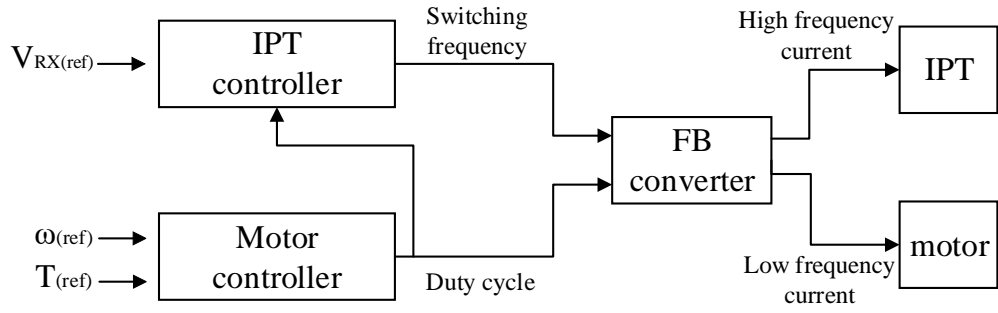 V_RX(ref)
IPT
controller
Switching
frequency
High frequency
current
IPT
FB
converter
ω(ref)
T(ref)
Motor
controller
Duty cycle
Low frequency
current
motor